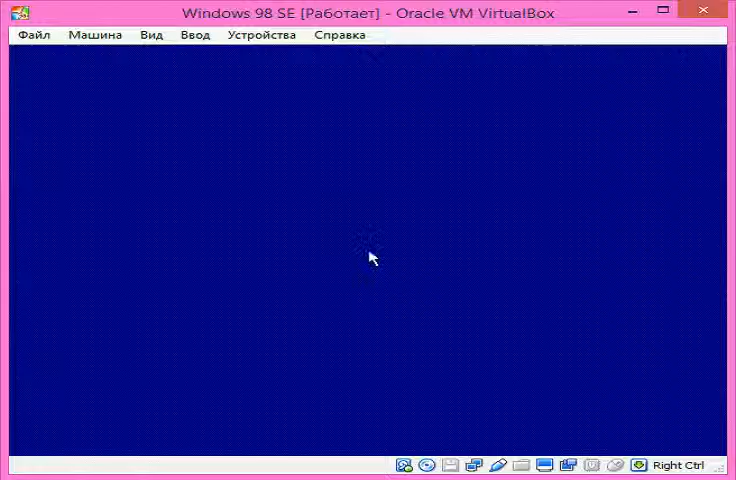 Windows 98 SE [Работает] - Oracle VM VirtualBox
Файл Машина Вид Ввод Устройства Справка
Right Ctrl